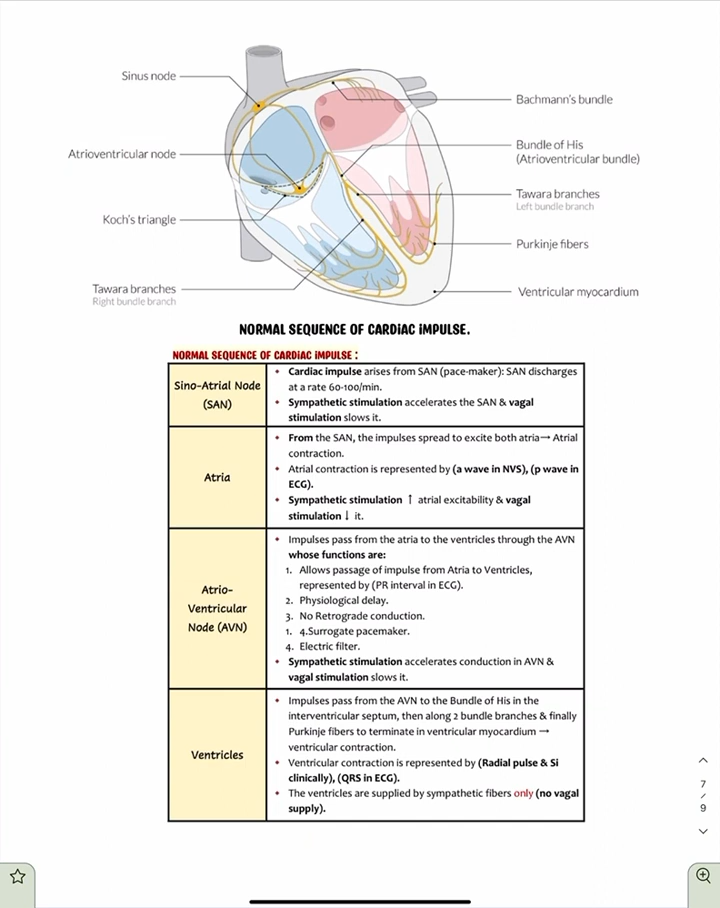 Sinus node
Bachmann's bundle
Bundle of His
(Atrioventricular bundle)
Atrioventricular node
Tawara branches
Left bundle branch
Koch's triangle
Purkinje fibers
Tawara branches
Right bundle branch
Ventricular myocardium
NORMAL SEQUENCE OF CARDIAC IMPULSE.
NORMAL SEQUENCE OF CARDIAC IMPULSE :
Sino-Atrial Node
(SAN)
• Cardiac impulse arises from SAN (pace-maker): SAN discharges
at a rate 60-100/min.
• Sympathetic stimulation accelerates the SAN & vagal
stimulation slows it.
Atria
• From the SAN, the impulses spread to excite both atria→ Atrial
contraction.
• Atrial contraction is represented by (a wave in NVS), (p wave in
ECG).
• Sympathetic stimulation ↑ atrial excitability & vagal
stimulation ↓ it.
Atrio-
Ventricular
Node (AVN)
• Impulses pass from the atria to the ventricles through the AVN
whose functions are:
1. Allows passage of impulse from Atria to Ventricles,
represented by (PR interval in ECG).
2. Physiological delay.
3. No Retrograde conduction.
1. 4.Surrogate pacemaker.
4. Electric filter.
• Sympathetic stimulation accelerates conduction in AVN &
vagal stimulation slows it.
Ventricles
• Impulses pass from the AVN to the Bundle of His in the
interventricular septum, then along 2 bundle branches & finally
Purkinje fibers to terminate in ventricular myocardium →
ventricular contraction.
• Ventricular contraction is represented by (Radial pulse & Si
clinically), (QRS in ECG).
• The ventricles are supplied by sympathetic fibers only (no vagal
supply).
7
/
9